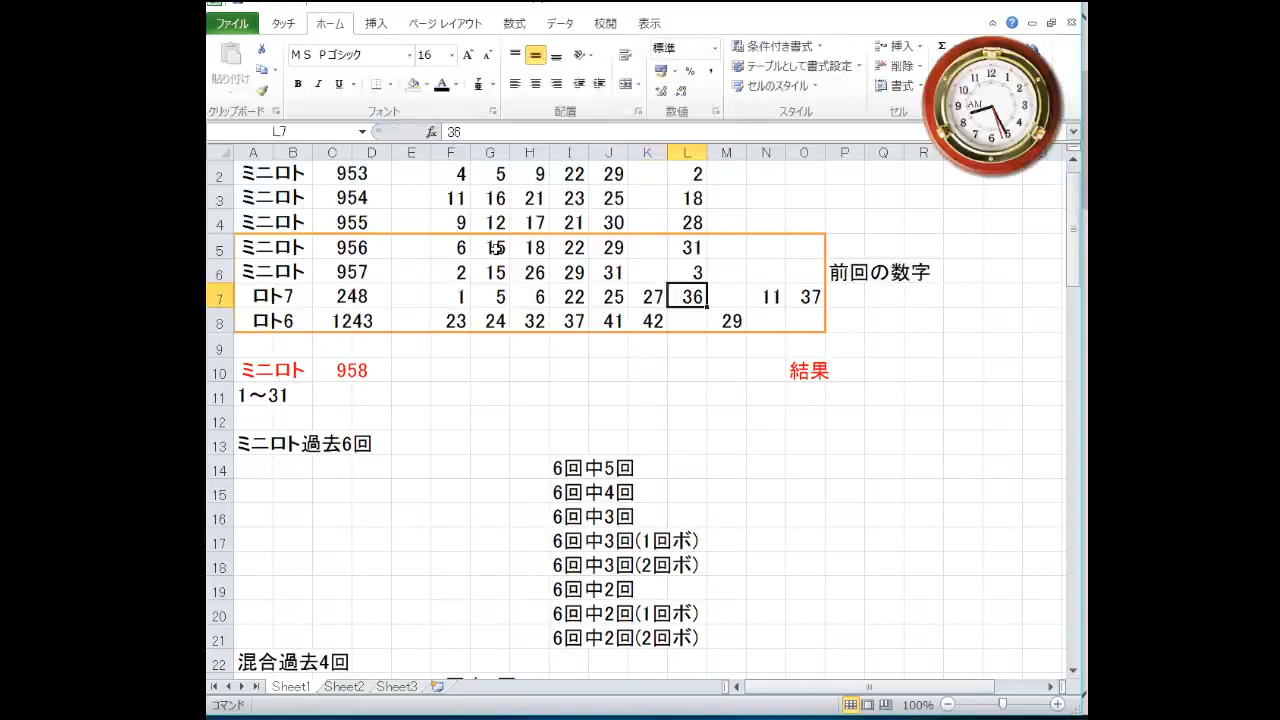 ファイル タッチ ホーム 挿入 ページ レイアウト 数式 データ 校閲 表示
ＭＳ Ｐゴシック 16 標準 条件付き書式 挿入 Σ
貼り付け B I U A % , テーブルとして書式設定 削除
セルのスタイル 書式
クリップボード フォント 配置 数値 スタイル セル
12 1 2 3 4 5 6 7 8 9 10 11 AM
L7 fx 36
A B C D E F G H I J K L M N O P Q R
2 ミニロト 953 4 5 9 22 29 2
3 ミニロト 954 11 16 21 23 25 18
4 ミニロト 955 9 12 17 21 30 28
5 ミニロト 956 6 15 18 22 29 31
6 ミニロト 957 2 15 26 29 31 3 前回の数字
7 ロト7 248 1 5 6 22 25 27 36 11 37
8 ロト6 1243 23 24 32 37 41 42 29
9
10 ミニロト 958 結果
11 1～31
12
13 ミニロト過去6回
14 6回中5回
15 6回中4回
16 6回中3回
17 6回中3回(1回ボ)
18 6回中3回(2回ボ)
19 6回中2回
20 6回中2回(1回ボ)
21 6回中2回(2回ボ)
22 混合過去4回
Sheet1 Sheet2 Sheet3
コマンド 100%